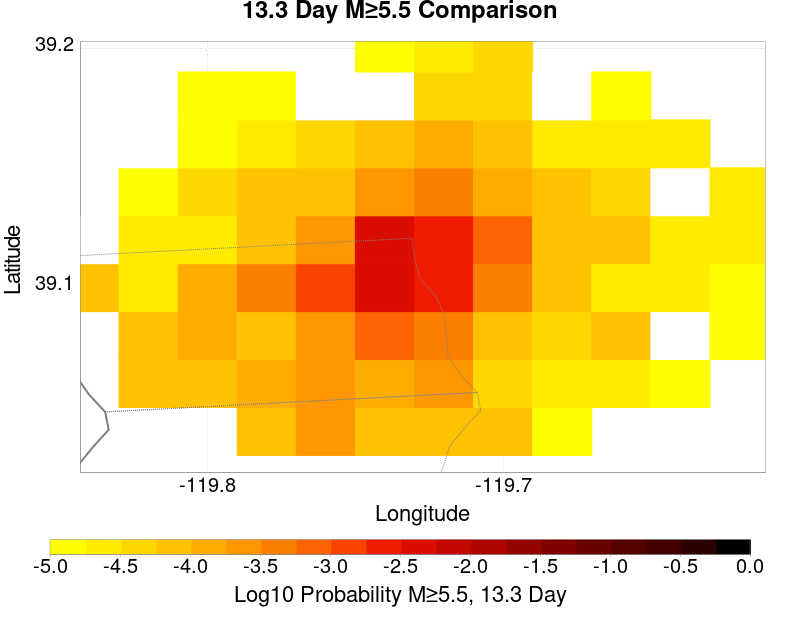 13.3 Day M≥5.5 Comparison
39.2
39.1
Latitude
-119.8 -119.7
Longitude
-5.0 -4.5 -4.0 -3.5 -3.0 -2.5 -2.0 -1.5 -1.0 -0.5 0.0
Log10 Probability M≥5.5, 13.3 Day